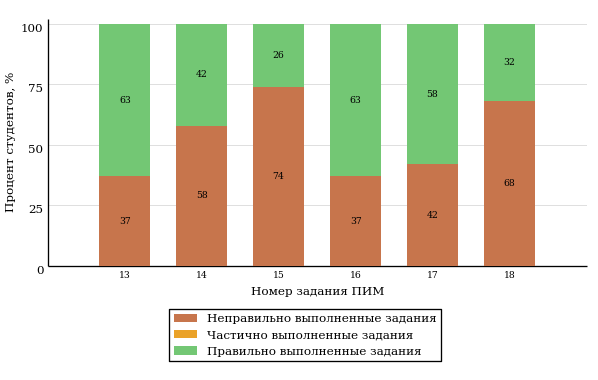 100
75
50
25
0
Процент студентов, %
63
42
26
63
58
32
37
58
74
37
42
68
13 14 15 16 17 18
Номер задания ПИМ
Неправильно выполненные задания
Частично выполненные задания
Правильно выполненные задания